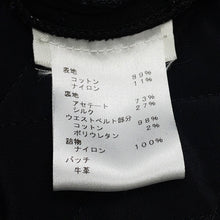 表地
コットン 89%
ナイロン 11%
裏地
アセテート 73%
シルク 27%
ウエストベルト部分
コットン 98%
ポリウレタン 2%
詰物
ナイロン 100%
パッチ
牛革